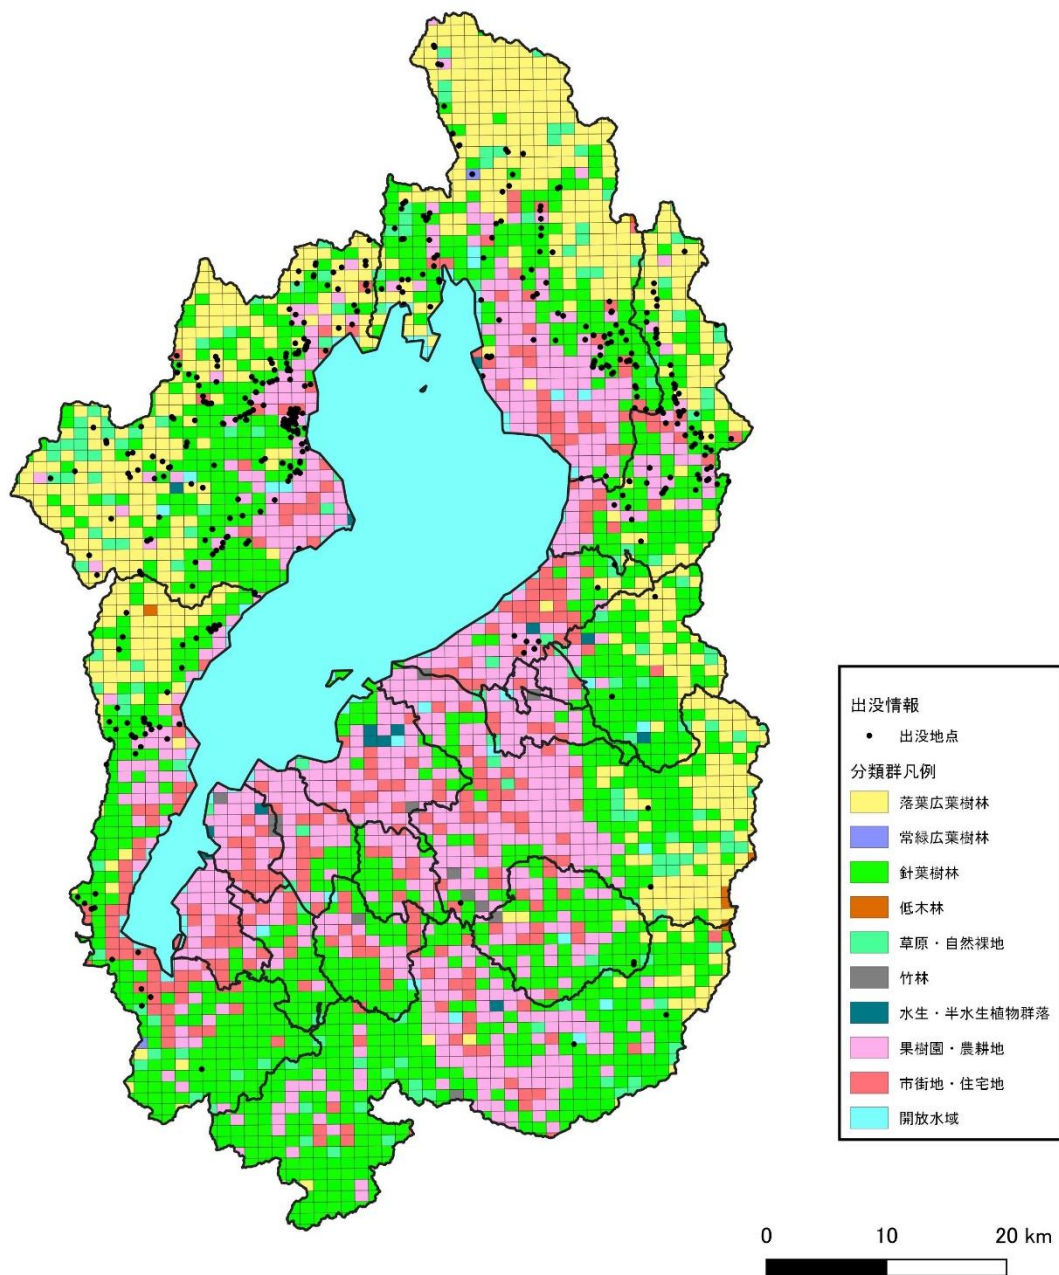 出没情報
出没地点
分類群凡例
落葉広葉樹林
常緑広葉樹林
針葉樹林
低木林
草原・自然裸地
竹林
水生・半水生植物群落
果樹園・農耕地
市街地・住宅地
開放水域
0 10 20 km